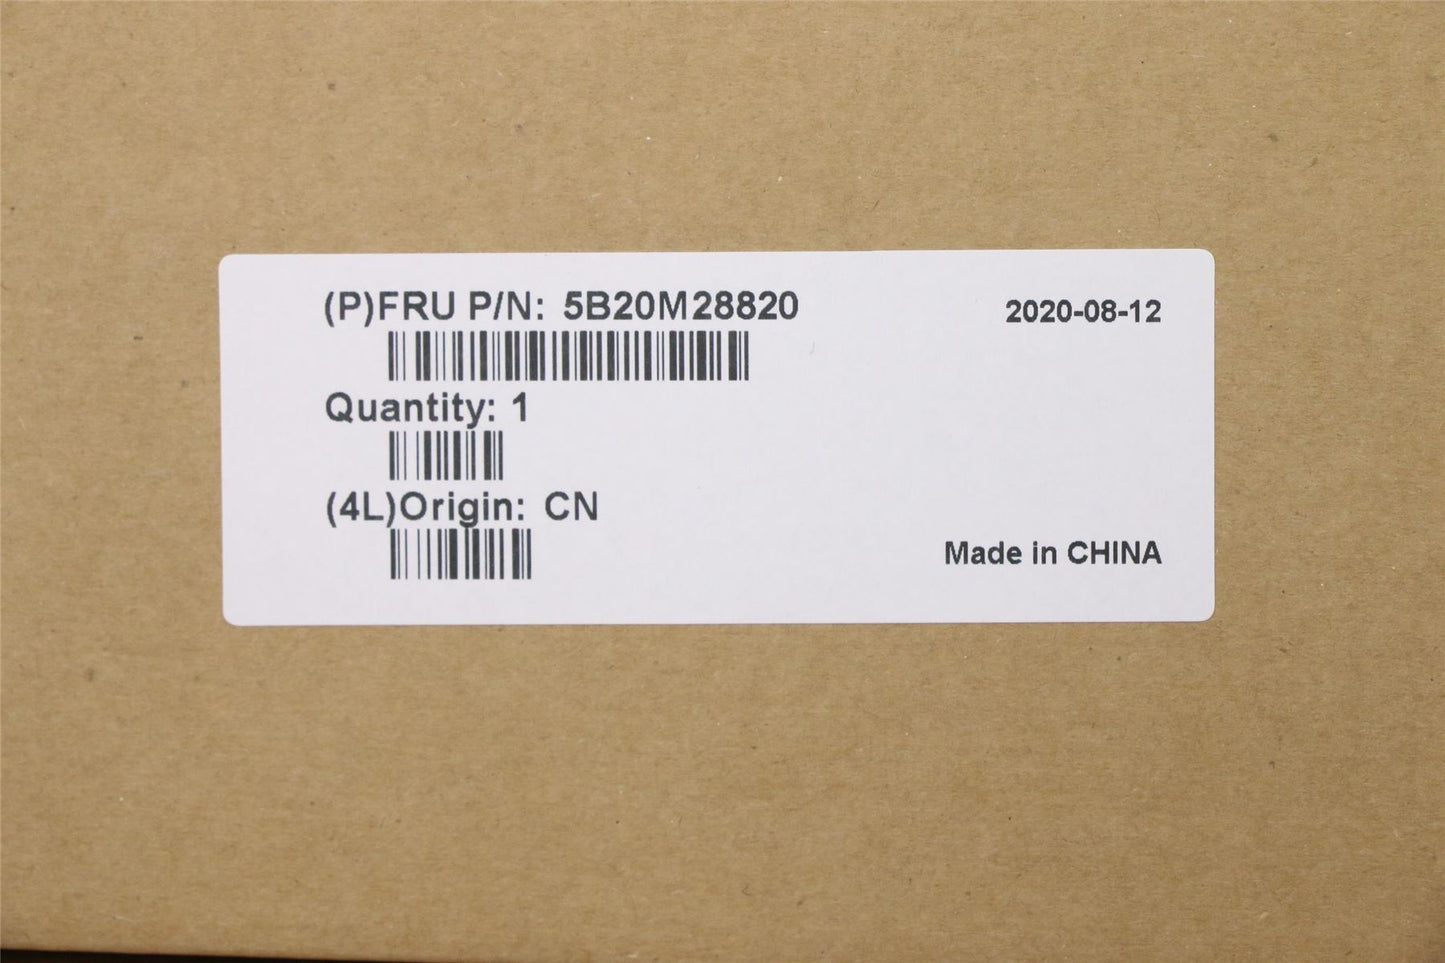 (P)FRU P/N: 5B20M28820
2020-08-12
Quantity: 1
(4L)Origin: CN
Made in CHINA